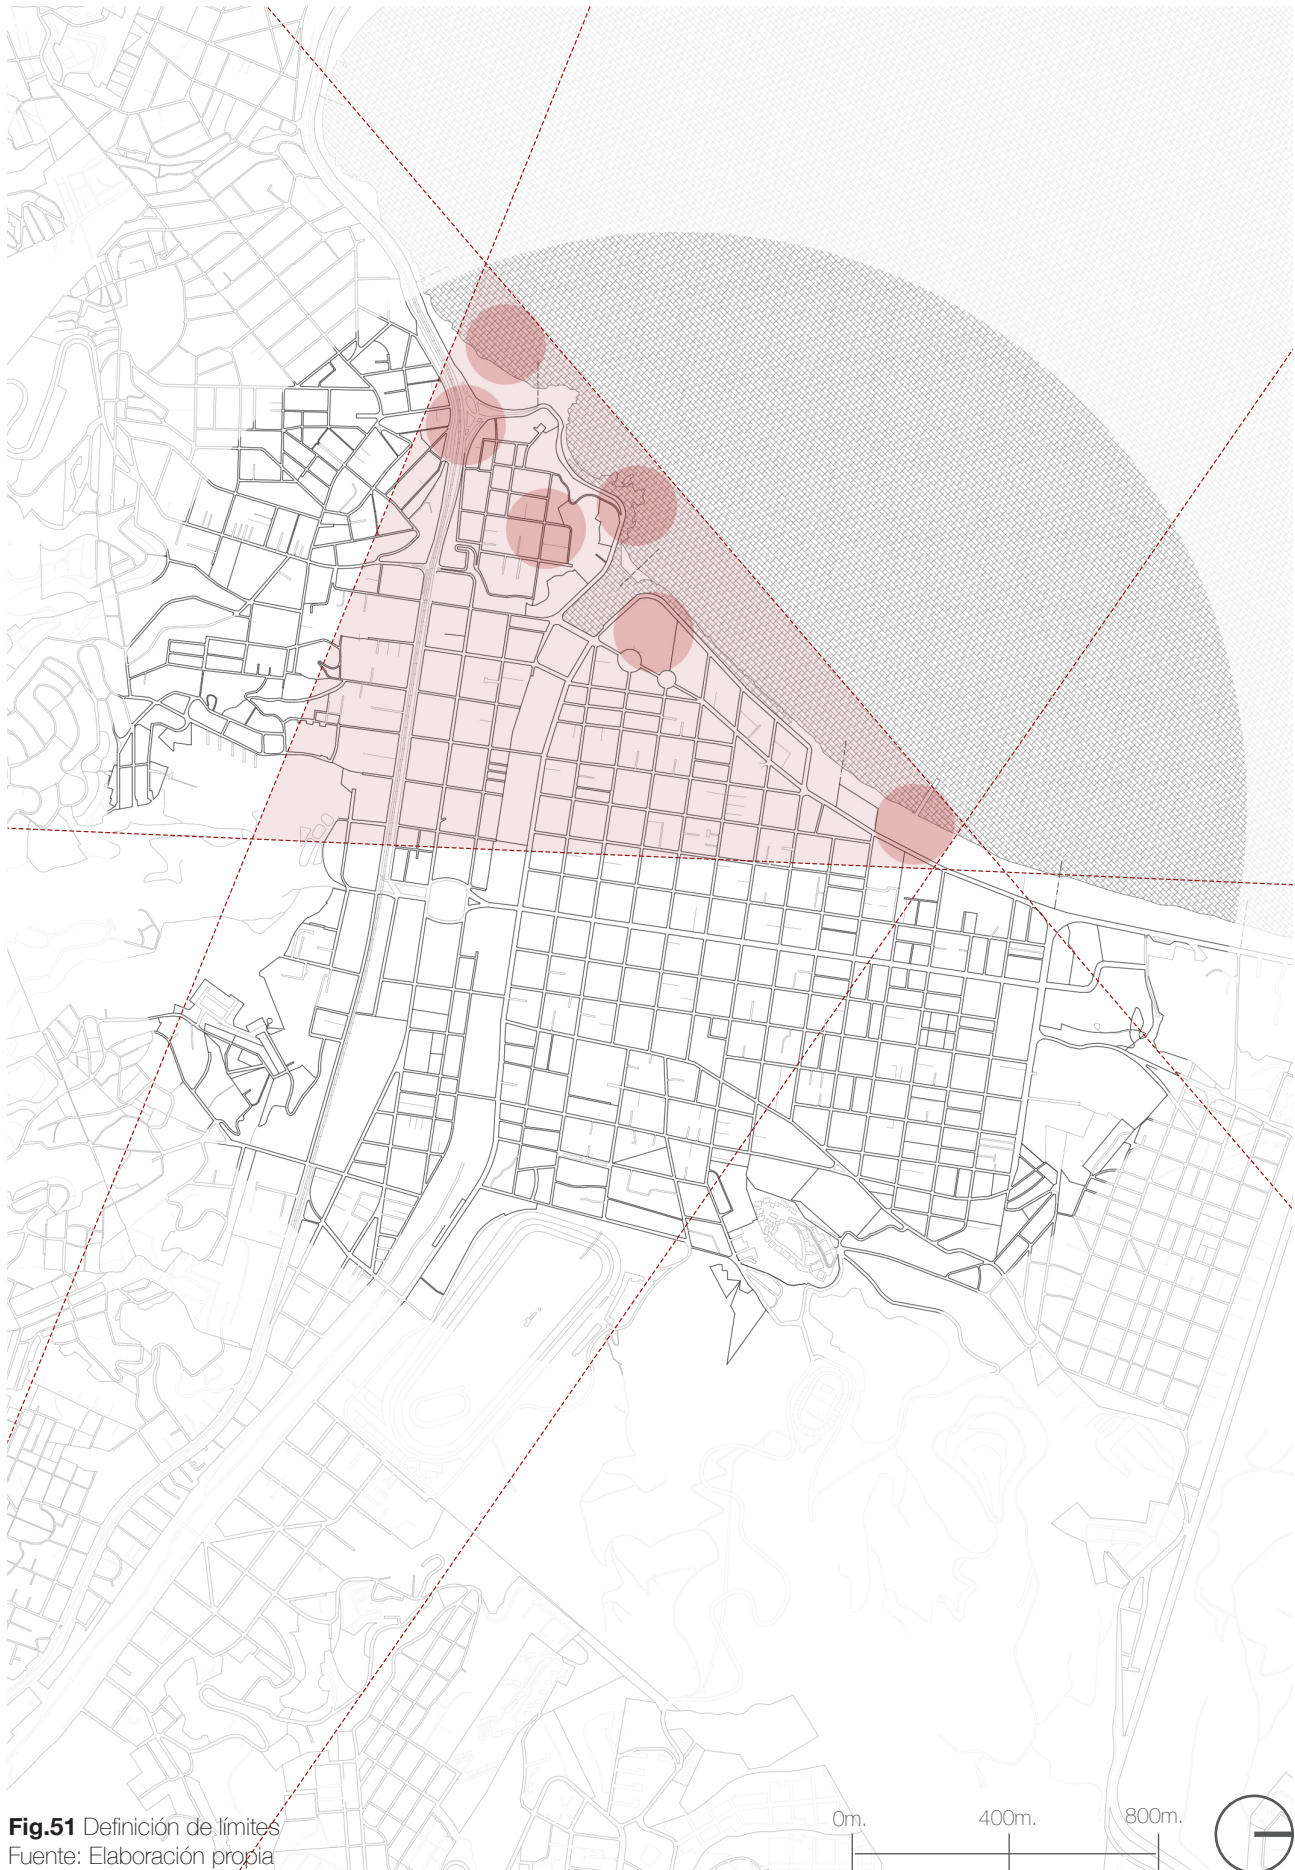 Fig.51 Definición de límites
Fuente: Elaboración propia
0m. 400m. 800m.